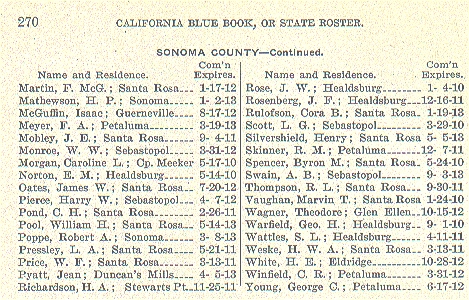 270 CALIFORNIA BLUE BOOK, OR STATE ROSTER.
SONOMA COUNTY—Continued.
Name and Residence. Com'n Expires.
Martin, F. McG.; Santa Rosa 1-17-12
Mathewson, H. P.; Sonoma 1- 2-13
McGuffin, Isaac; Guerneville 8-17-12
Meyer, F. A.; Petaluma 3-19-13
Mobley, J. E.; Santa Rosa 9- 4-11
Monroe, W. W.; Sebastopol 3-31-12
Morgan, Caroline L.; Cp. Meeker 5-17-10
Norton, E. M.; Healdsburg 5-14-10
Oates, James W.; Santa Rosa 7-20-12
Pierce, Harry W.; Sebastopol 4- 7-12
Pond, C. H.; Santa Rosa 2-26-11
Pool, William H.; Santa Rosa 5-14-13
Poppe, Robert A.; Sonoma 3- 8-13
Pressley, L. A.; Santa Rosa 5-21-11
Price, W. F.; Santa Rosa 3-13-11
Pyatt, Jean; Duncan's Mills 4- 5-13
Richardson, H. A.; Stewarts Pt. 11-25-11
Name and Residence. Com'n Expires.
Rose, J. W.; Healdsburg 1- 4-10
Rosenberg, J. F.; Healdsburg 12-16-11
Rulofson, Cora B.; Santa Rosa 1-19-13
Scott, L. G.; Sebastopol 3-29-10
Silvershield, Henry; Santa Rosa 5- 5-13
Skinner, R. M.; Petaluma 12- 7-11
Spencer, Byron M.; Santa Rosa 5-24-10
Swain, A. B.; Sebastopol 9- 3-13
Thompson, R. L.; Santa Rosa 9-30-11
Vaughan, Marvin T.; Santa Rosa 1-24-10
Wagner, Theodore; Glen Ellen 10-15-12
Warfield, Geo. H.; Healdsburg 9- 1-10
Wattles, S. L.; Healdsburg 4-11-11
Weske, H. W. A.; Santa Rosa 3-13-11
White, H. E.; Eldridge 10-28-12
Winfield, C. R.; Petaluma 3-31-12
Young, George C.; Petaluma 6-17-12